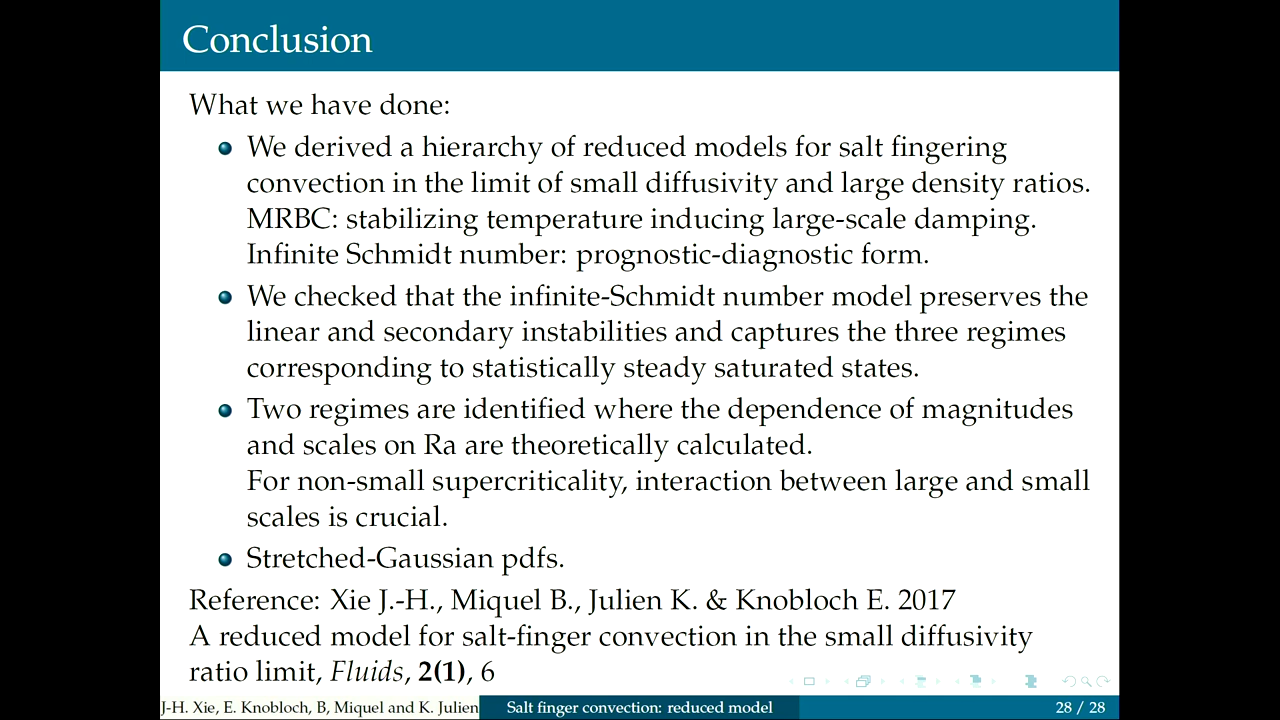 Conclusion
What we have done:
We derived a hierarchy of reduced models for salt fingering
convection in the limit of small diffusivity and large density ratios.
MRBC: stabilizing temperature inducing large-scale damping.
Infinite Schmidt number: prognostic-diagnostic form.
We checked that the infinite-Schmidt number model preserves the
linear and secondary instabilities and captures the three regimes
corresponding to statistically steady saturated states.
Two regimes are identified where the dependence of magnitudes
and scales on Ra are theoretically calculated.
For non-small supercriticality, interaction between large and small
scales is crucial.
Stretched-Gaussian pdfs.
Reference: Xie J.-H., Miquel B., Julien K. & Knobloch E. 2017
A reduced model for salt-finger convection in the small diffusivity
ratio limit, Fluids, 2(1), 6
J-H. Xie, E. Knobloch, B, Miquel and K. Julien Salt finger convection: reduced model 28 / 28